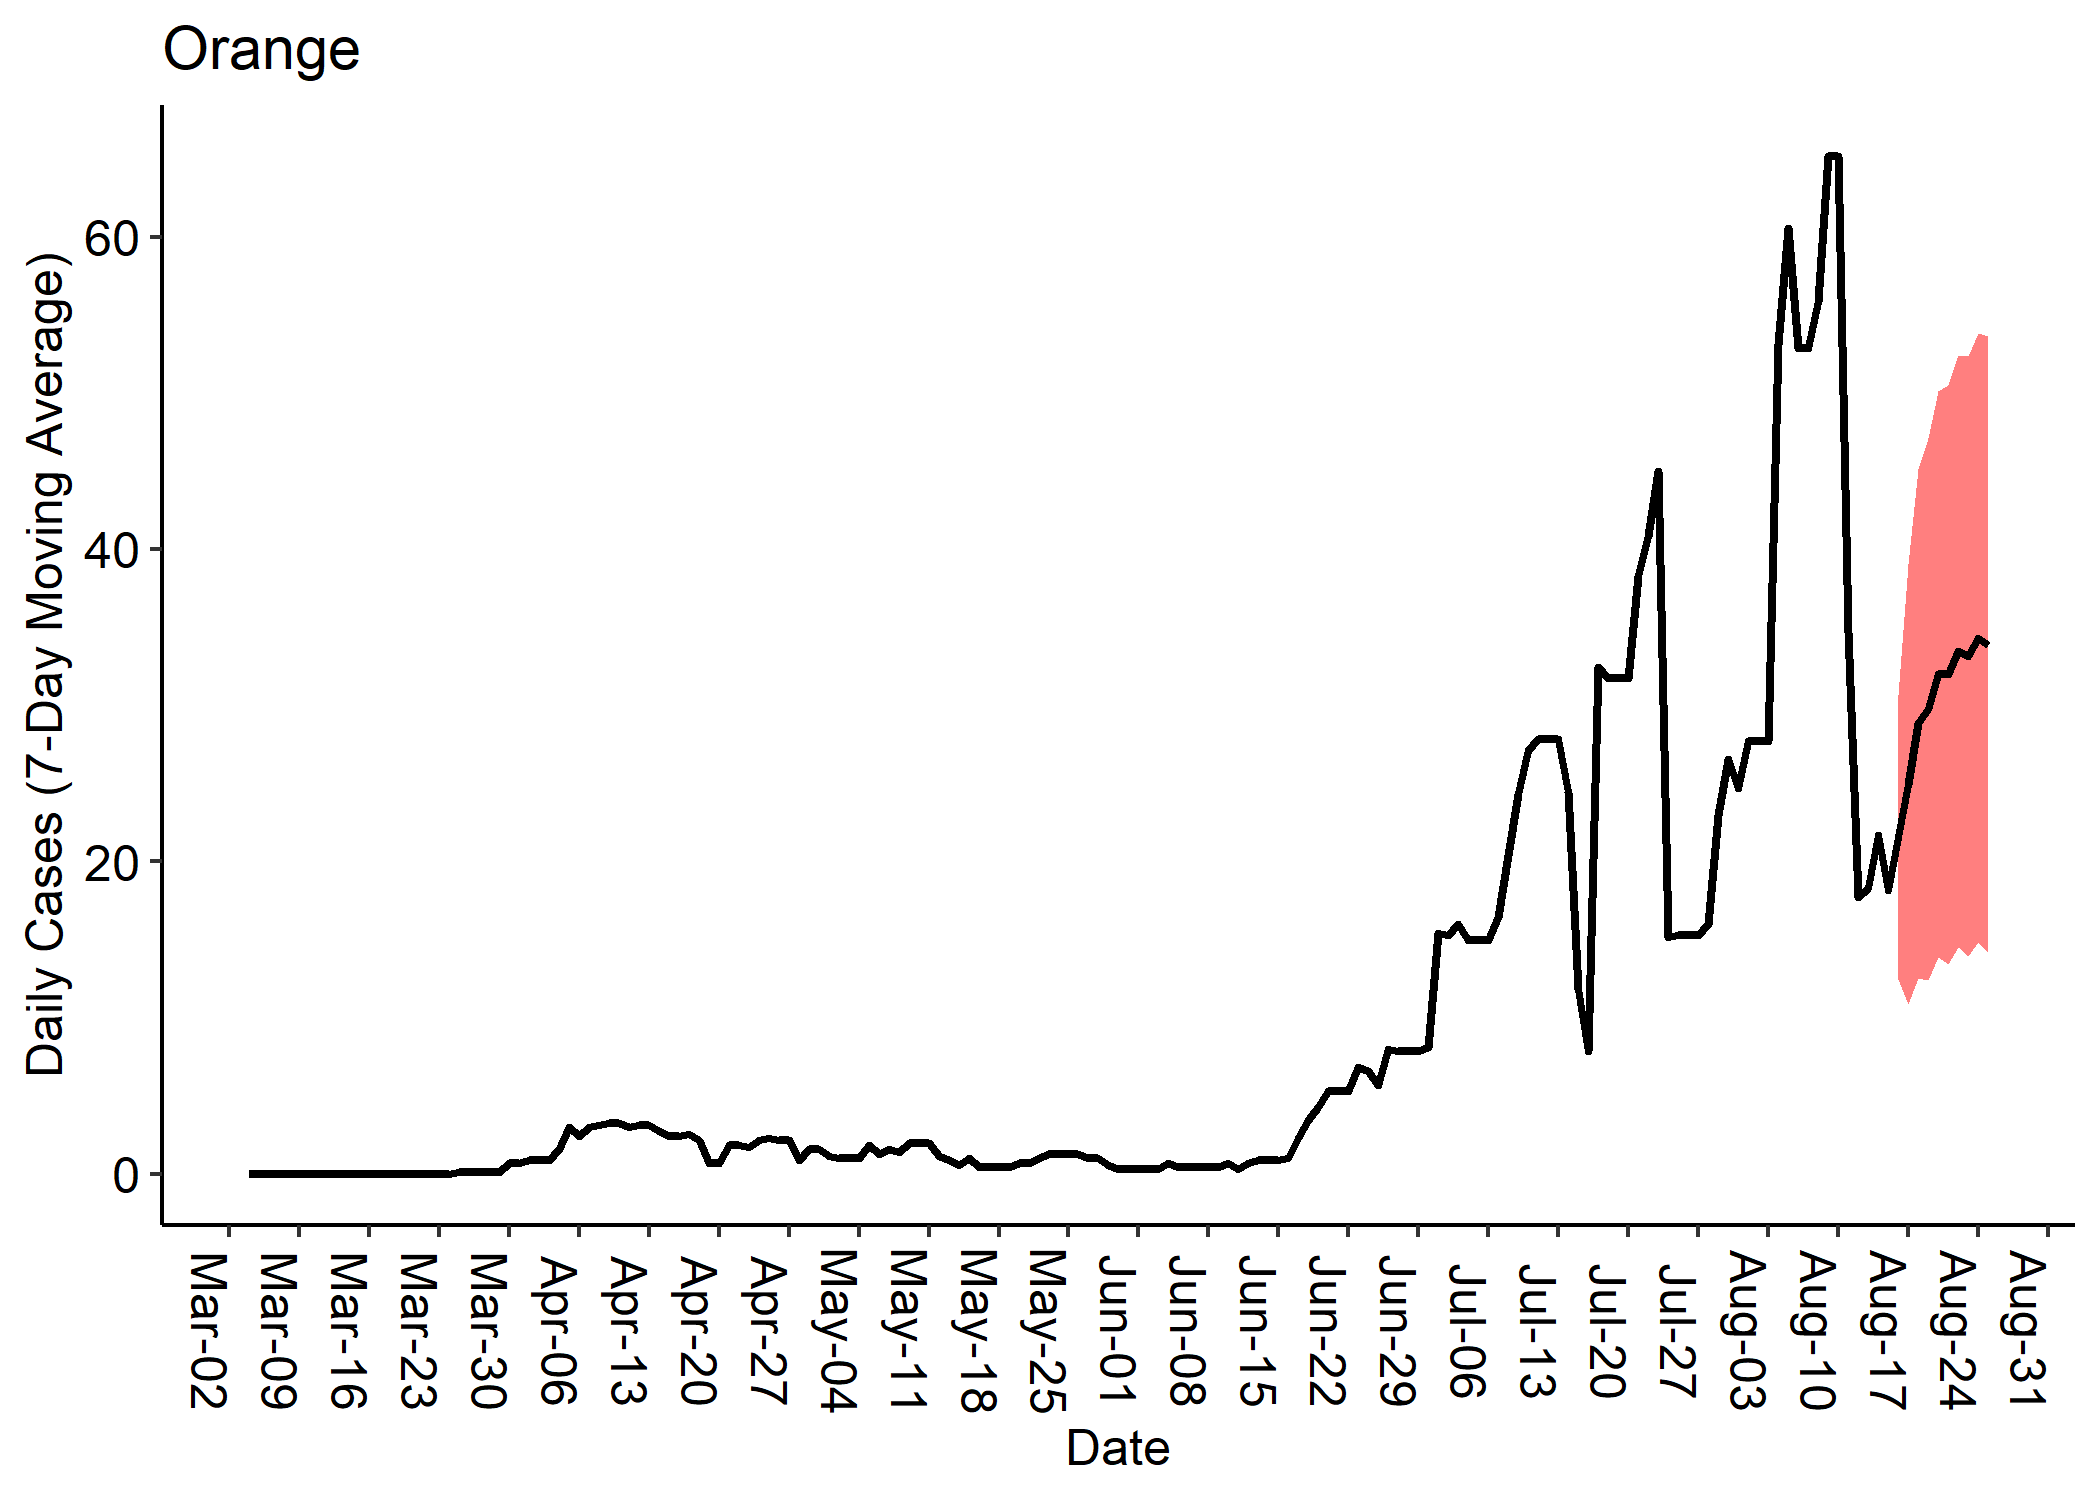 Orange
Daily Cases (7-Day Moving Average)
60
40
20
0
Mar-02
Mar-09
Mar-16
Mar-23
Mar-30
Apr-06
Apr-13
Apr-20
Apr-27
May-04
May-11
May-18
May-25
Jun-01
Jun-08
Jun-15
Jun-22
Jun-29
Jul-06
Jul-13
Jul-20
Jul-27
Aug-03
Aug-10
Aug-17
Aug-24
Aug-31
Date